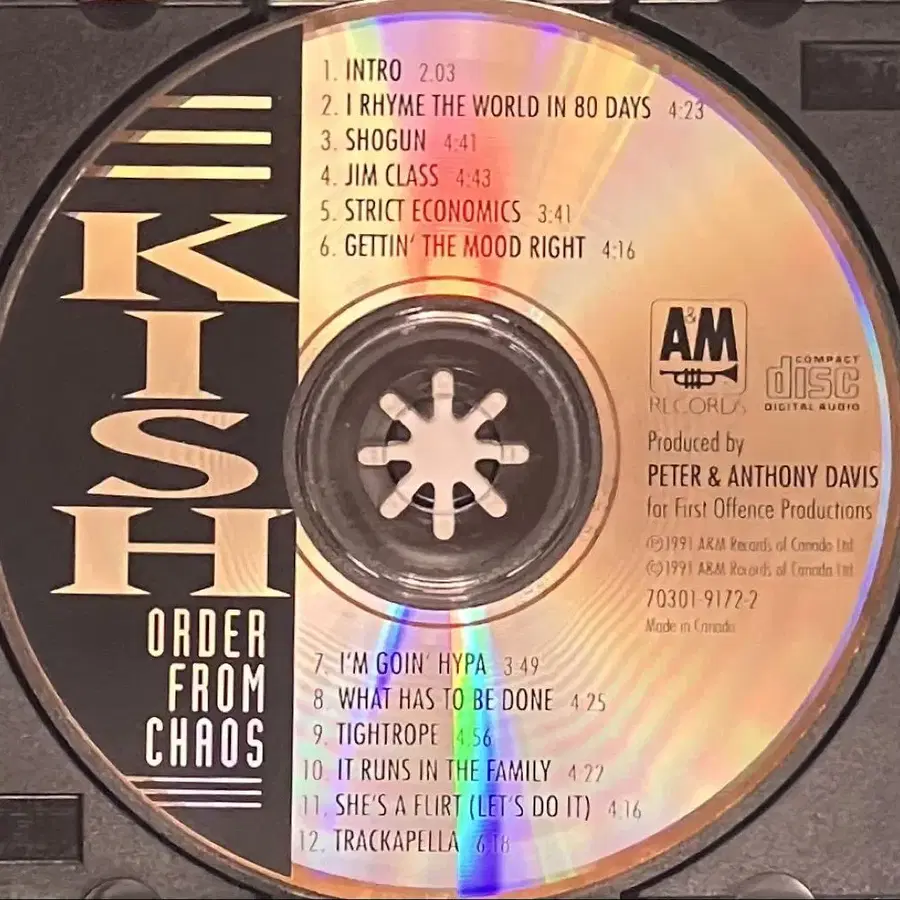 KISH
ORDER
FROM
CHAOS
1. INTRO 2.03
2. I RHYME THE WORLD IN 80 DAYS 4:23
3. SHOGUN 4:41
4. JIM CLASS 4:43
5. STRICT ECONOMICS 3:41
6. GETTIN' THE MOOD RIGHT 4:16
A&M
RECORDS
COMPACT
disc
DIGITAL AUDIO
Produced by
PETER & ANTHONY DAVIS
for First Offence Productions
Ⓟ1991 A&M Records of Canada Ltd.
©1991 A&M Records of Canada Ltd.
70301-9172-2
Made in Canada
7. I'M GOIN' HYPA 3:49
8. WHAT HAS TO BE DONE 4:25
9. TIGHTROPE 4:56
10. IT RUNS IN THE FAMILY 4:22
11. SHE'S A FLIRT (LET'S DO IT) 4:16
12. TRACKAPELLA 6:18